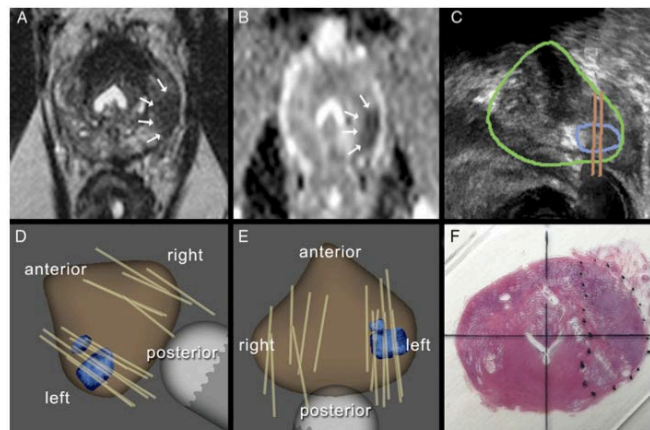 A
B
C
D
right
anterior
posterior
left
E
anterior
right
left
posterior
F